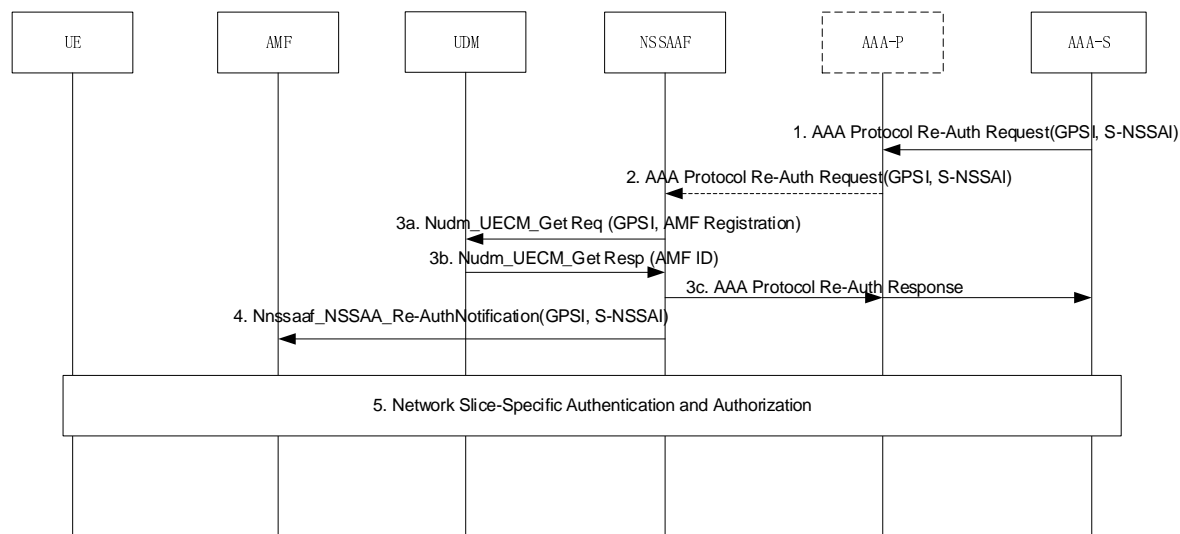 UE
AMF
UDM
NSSAAF
AAA-P
AAA-S
1. AAA Protocol Re-Auth Request(GPSI, S-NSSAI)
2. AAA Protocol Re-Auth Request(GPSI, S-NSSAI)
3a. Nudm_UECM_Get Req (GPSI, AMF Registration)
3b. Nudm_UECM_Get Resp (AMF ID)
3c. AAA Protocol Re-Auth Response
4. Nnssaaf_NSSAA_Re-AuthNotification(GPSI, S-NSSAI)
5. Network Slice-Specific Authentication and Authorization